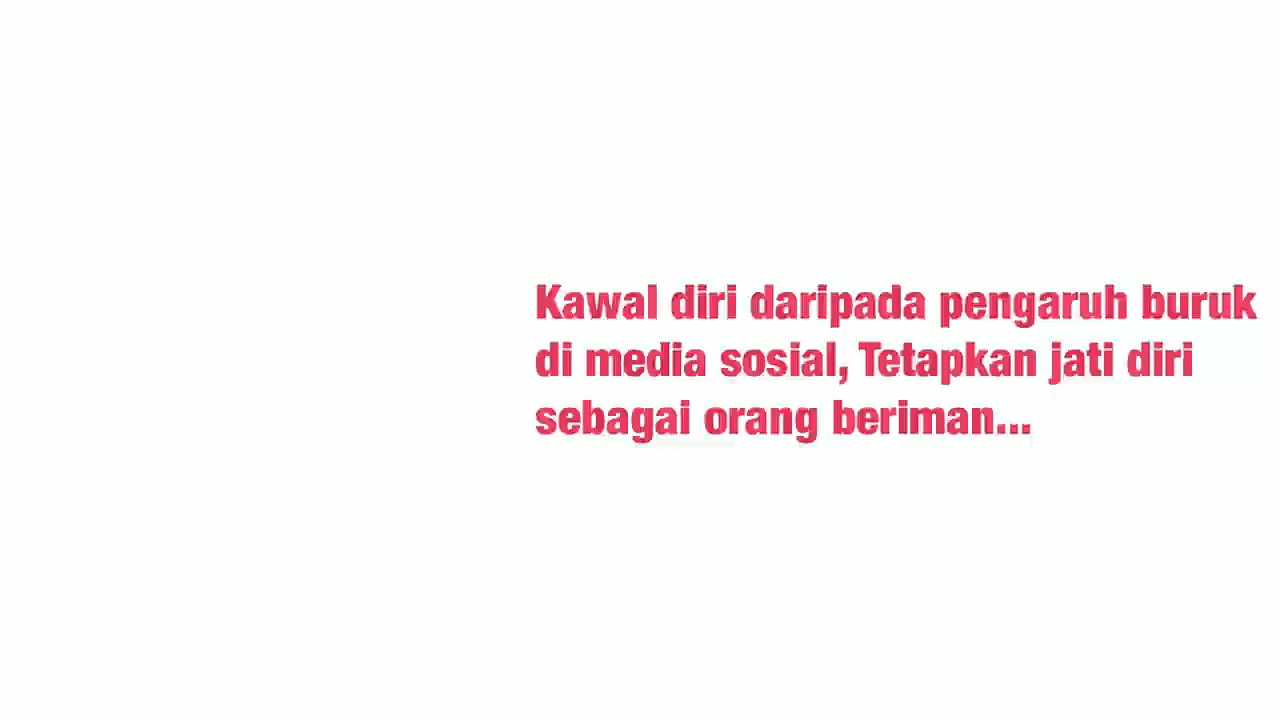 Kawal diri daripada pengaruh buruk
di media sosial, Tetapkan jati diri
sebagai orang beriman...